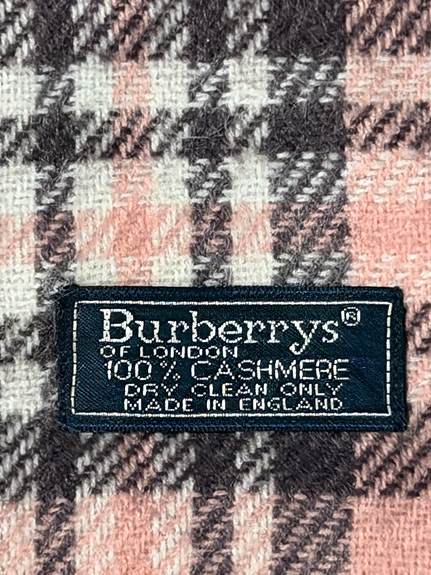 Burberrys®
OF LONDON
100% CASHMERE
DRY CLEAN ONLY
MADE IN ENGLAND